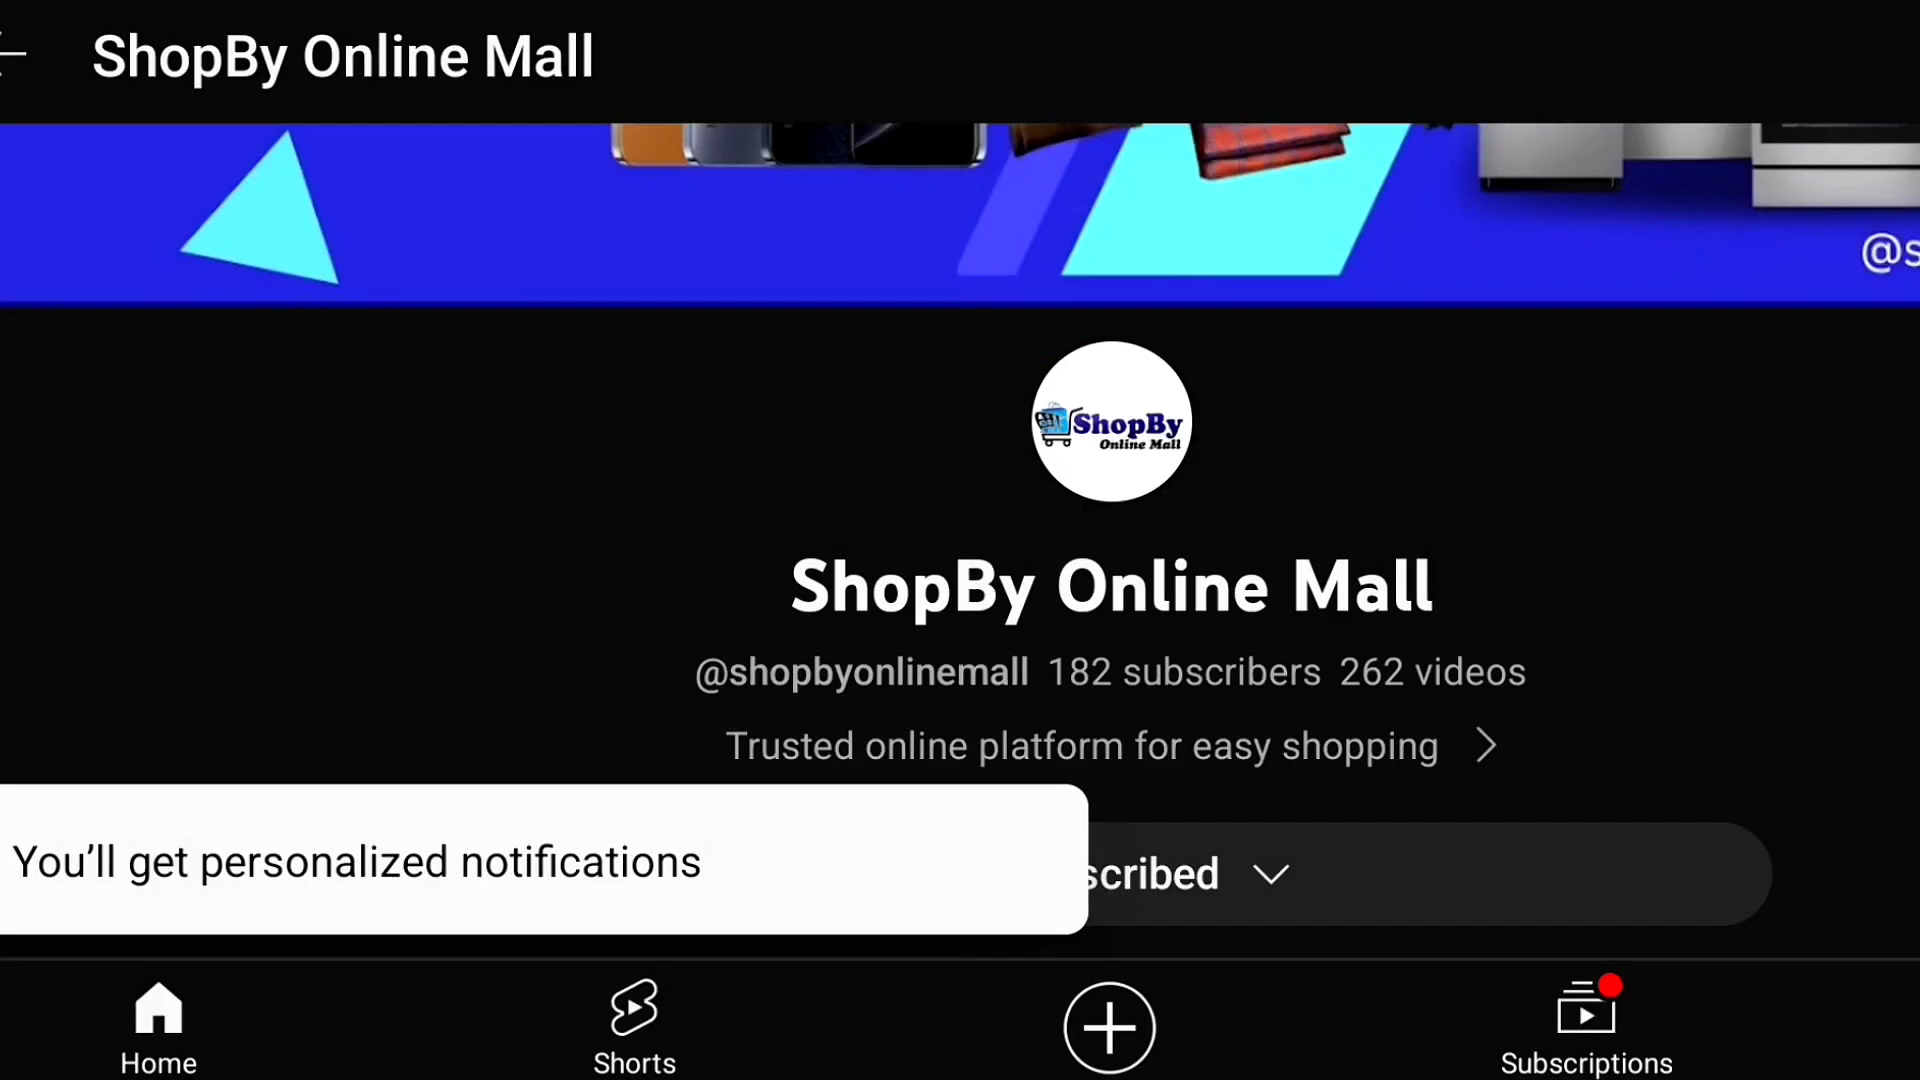 ShopBy Online Mall
@s
ShopBy
Online Mall
ShopBy Online Mall
@shopbyonlinemall 182 subscribers 262 videos
Trusted online platform for easy shopping
You’ll get personalized notifications
scribed
Home
Shorts
Subscriptions